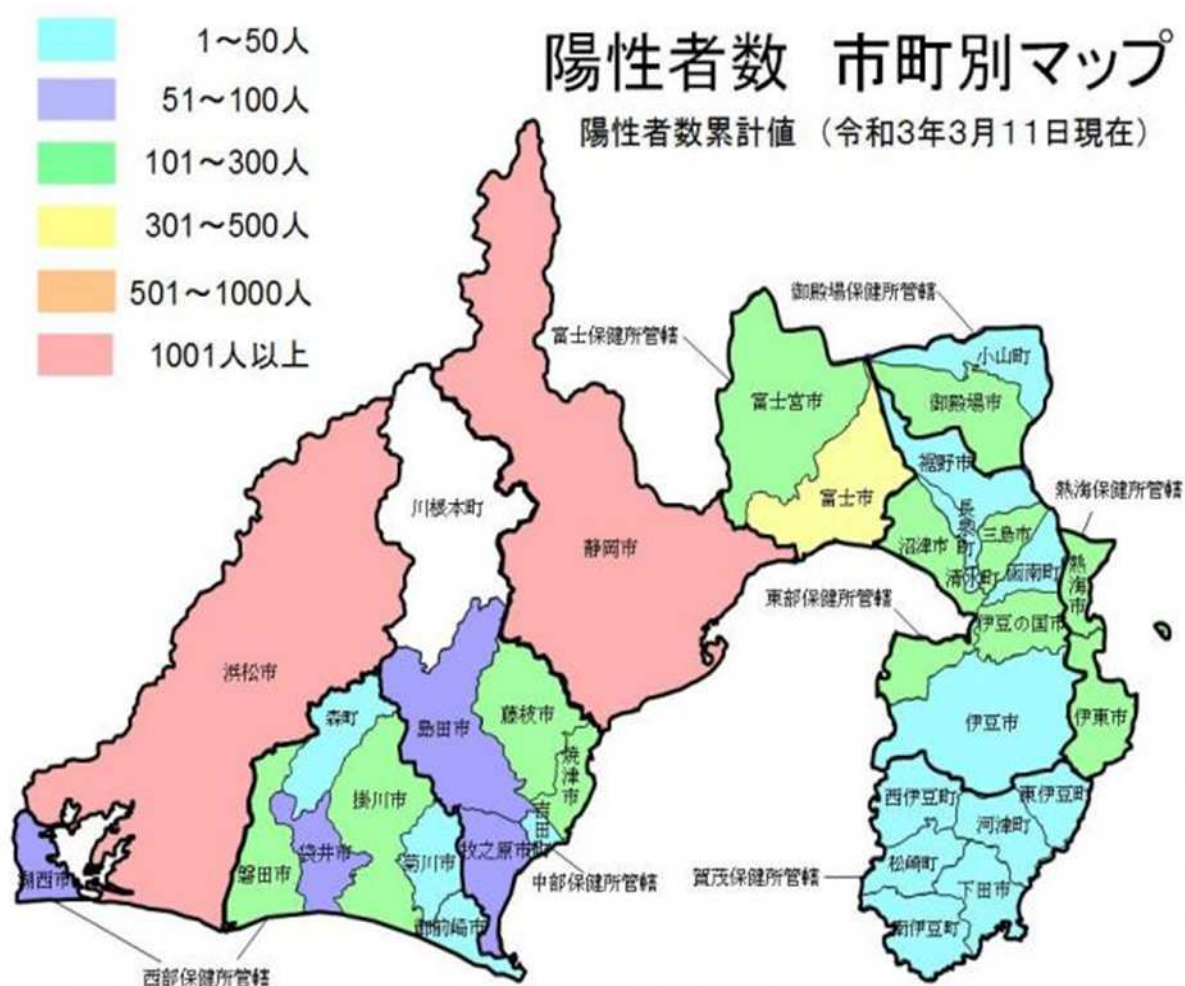 陽性者数 市町別マップ
陽性者数累計値 (令和3年3月11日現在)
1～50人
51～100人
101～300人
301～500人
501～1000人
1001人以上
御殿場保健所管轄
富士保健所管轄
小山町
富士宮市
御殿場市
裾野市
熱海保健所管轄
富士市
川根本町
長泉町
三島市
沼津市
静岡市
函南町
清水町
熱海市
東部保健所管轄
伊豆の国市
浜松市
森町
島田市
藤枝市
伊豆市
伊東市
焼津市
掛川市
西伊豆町
東伊豆町
吉田町
河津町
袋井市
牧之原市
菊川市
松崎町
磐田市
湖西市
中部保健所管轄
賀茂保健所管轄
下田市
御前崎市
南伊豆町
西部保健所管轄